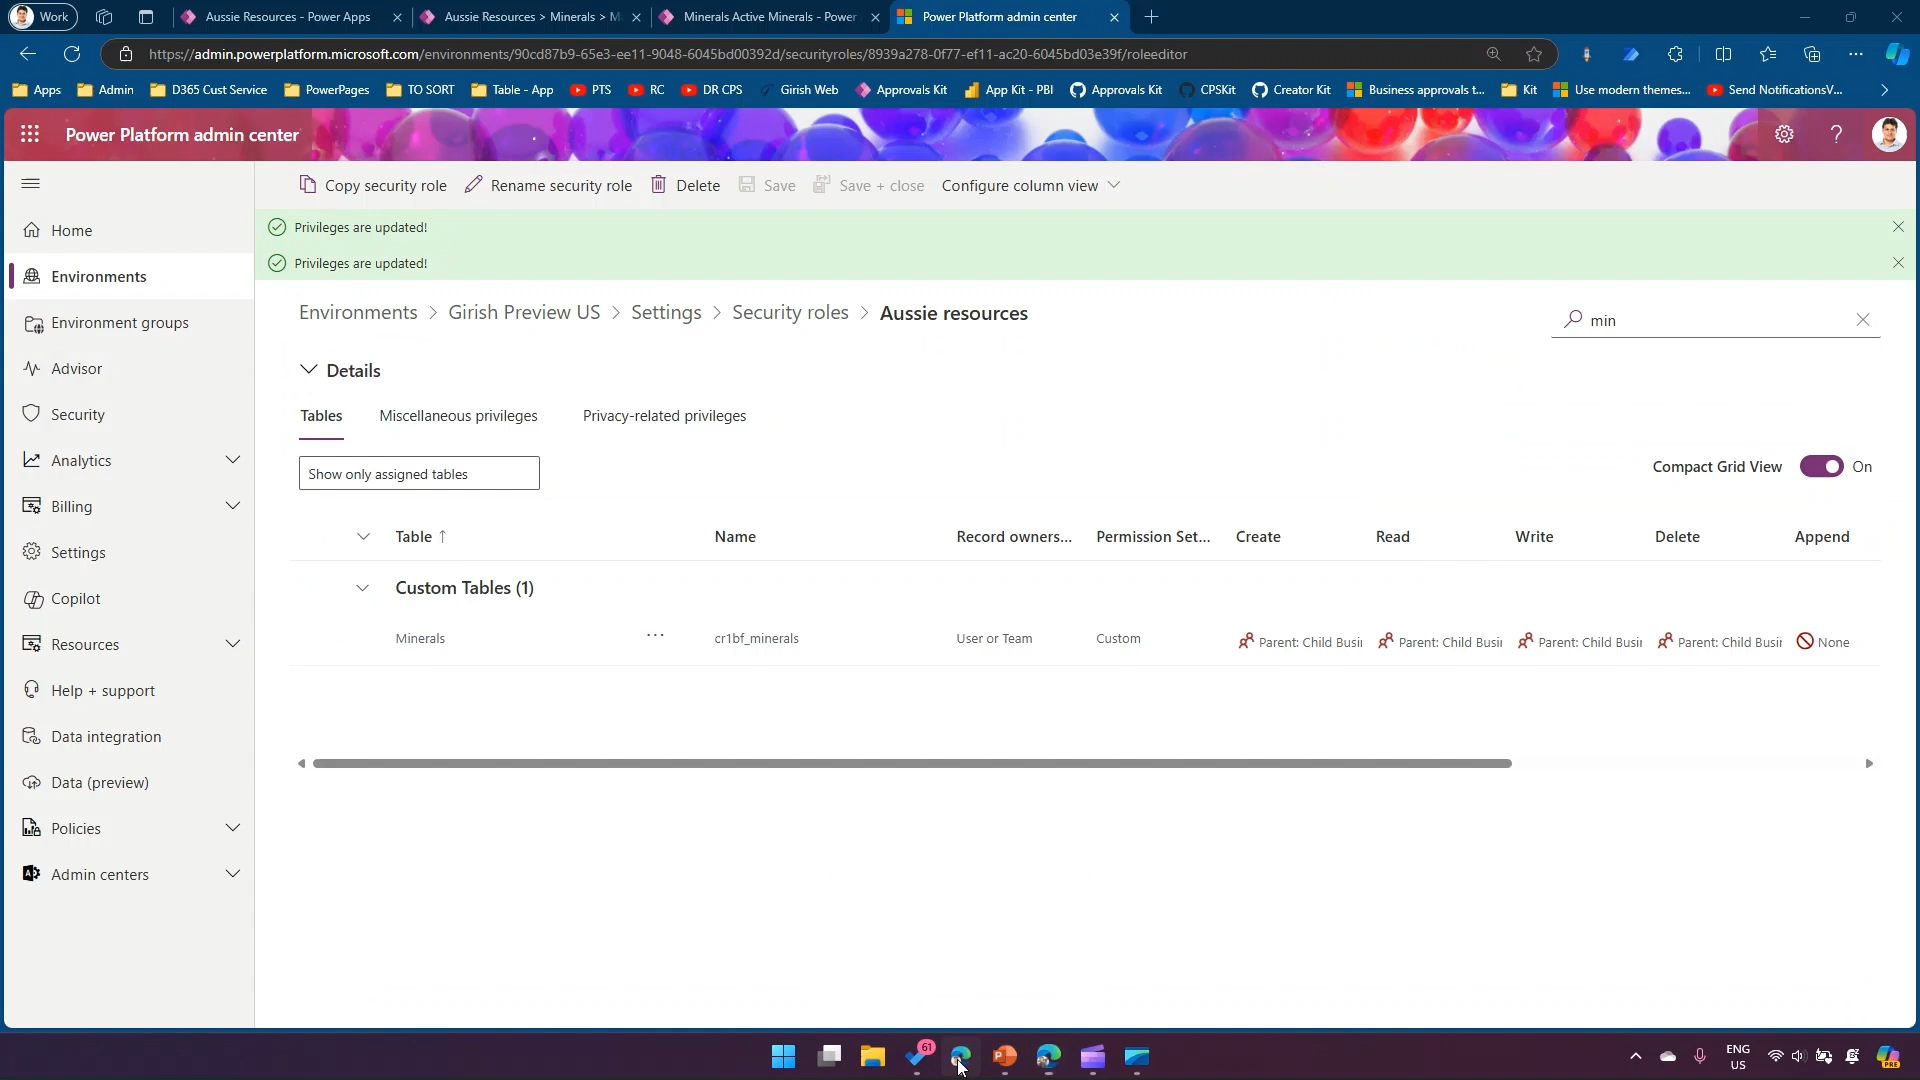 Work
Aussie Resources - Power Apps
Aussie Resources > Minerals > M
Minerals Active Minerals - Power
Power Platform admin center
https://admin.powerplatform.microsoft.com/environments/90cd87b9-65e3-ee11-9048-6045bd00392d/securityroles/8939a278-0f77-ef11-ac20-6045bd03e39f/roleeditor
Apps
Admin
D365 Cust Service
PowerPages
TO SORT
Table - App
PTS
RC
DR CPS
Girish Web
Approvals Kit
App Kit - PBI
Approvals Kit
CPSKit
Creator Kit
Business approvals t...
Kit
Use modern themes...
Send NotificationsV...
Power Platform admin center
Copy security role
Rename security role
Delete
Save
Save + close
Configure column view
Privileges are updated!
Privileges are updated!
Home
Environments
Environment groups
Advisor
Security
Analytics
Billing
Settings
Copilot
Resources
Help + support
Data integration
Data (preview)
Policies
Admin centers
Environments > Girish Preview US > Settings > Security roles > Aussie resources
min
Details
Tables
Miscellaneous privileges
Privacy-related privileges
Show only assigned tables
Compact Grid View
On
Table ↑
Name
Record owners...
Permission Set...
Create
Read
Write
Delete
Append
Custom Tables (1)
Minerals
...
cr1bf_minerals
User or Team
Custom
Parent: Child Busi
Parent: Child Busi
Parent: Child Busi
Parent: Child Busi
None
61
ENG
US
PRE